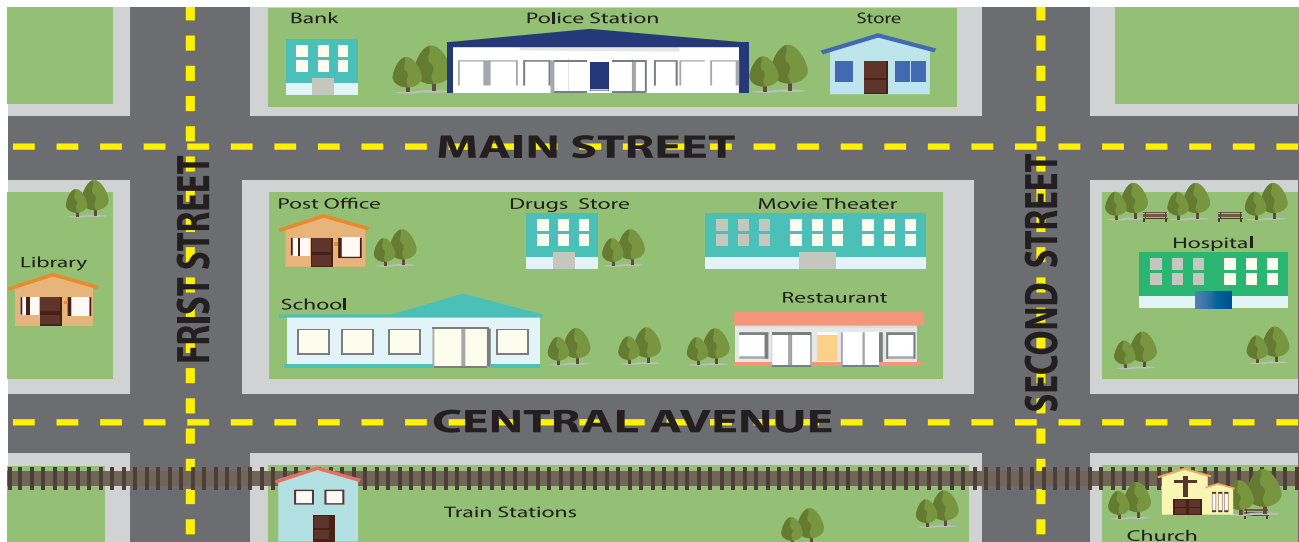 Bank
Police Station
Store
MAIN STREET
FRIST STREET
SECOND STREET
Post Office
Drugs Store
Movie Theater
Hospital
Library
School
Restaurant
CENTRAL AVENUE
Train Stations
Church